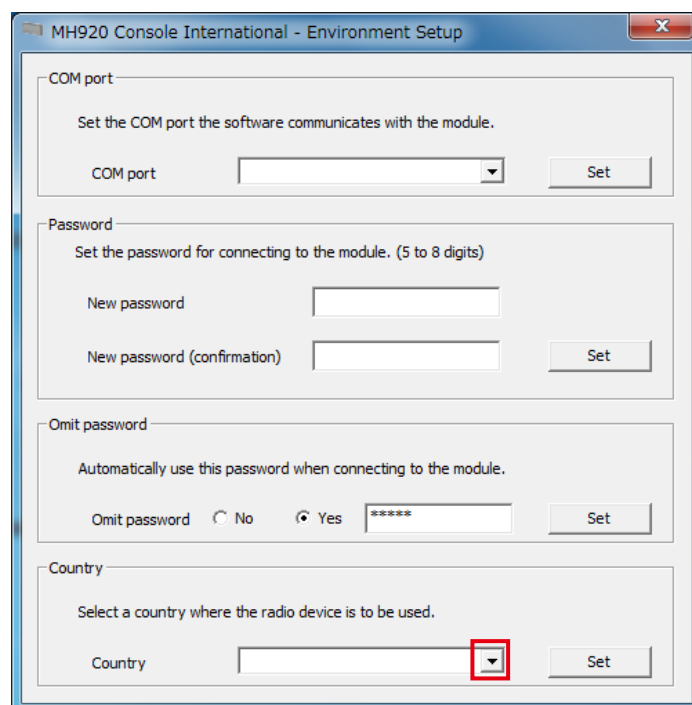 MH920 Console International - Environment Setup
COM port
Set the COM port the software communicates with the module.
COM port Set
Password
Set the password for connecting to the module. (5 to 8 digits)
New password
New password (confirmation) Set
Omit password
Automatically use this password when connecting to the module.
Omit password No Yes ***** Set
Country
Select a country where the radio device is to be used.
Country Set